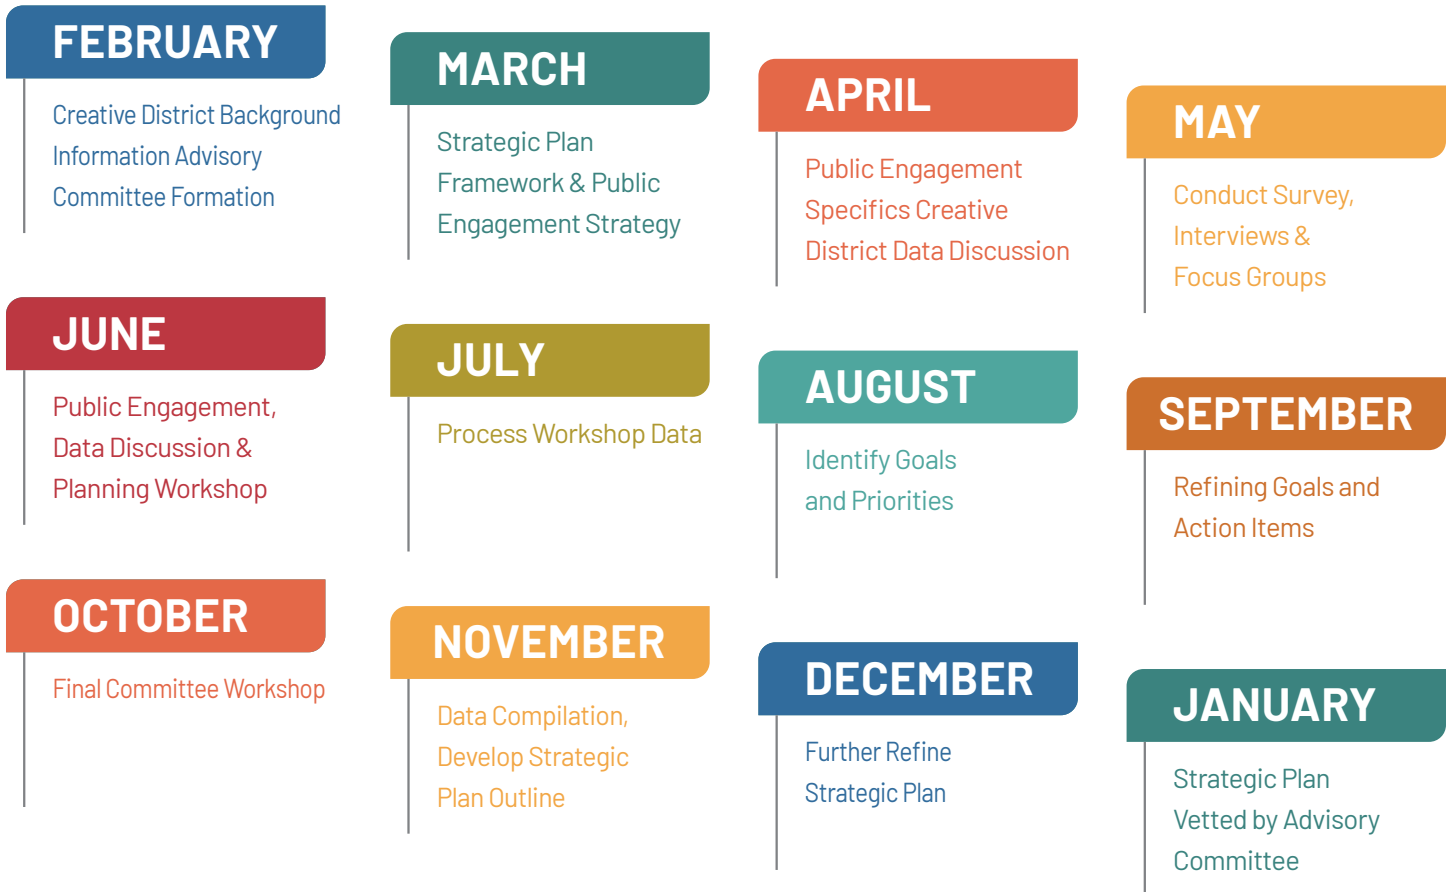 FEBRUARY
Creative District Background
Information Advisory
Committee Formation
MARCH
Strategic Plan
Framework & Public
Engagement Strategy
APRIL
Public Engagement
Specifics Creative
District Data Discussion
MAY
Conduct Survey,
Interviews &
Focus Groups
JUNE
Public Engagement,
Data Discussion &
Planning Workshop
JULY
Process Workshop Data
AUGUST
Identify Goals
and Priorities
SEPTEMBER
Refining Goals and
Action Items
OCTOBER
Final Committee Workshop
NOVEMBER
Data Compilation,
Develop Strategic
Plan Outline
DECEMBER
Further Refine
Strategic Plan
JANUARY
Strategic Plan
Vetted by Advisory
Committee